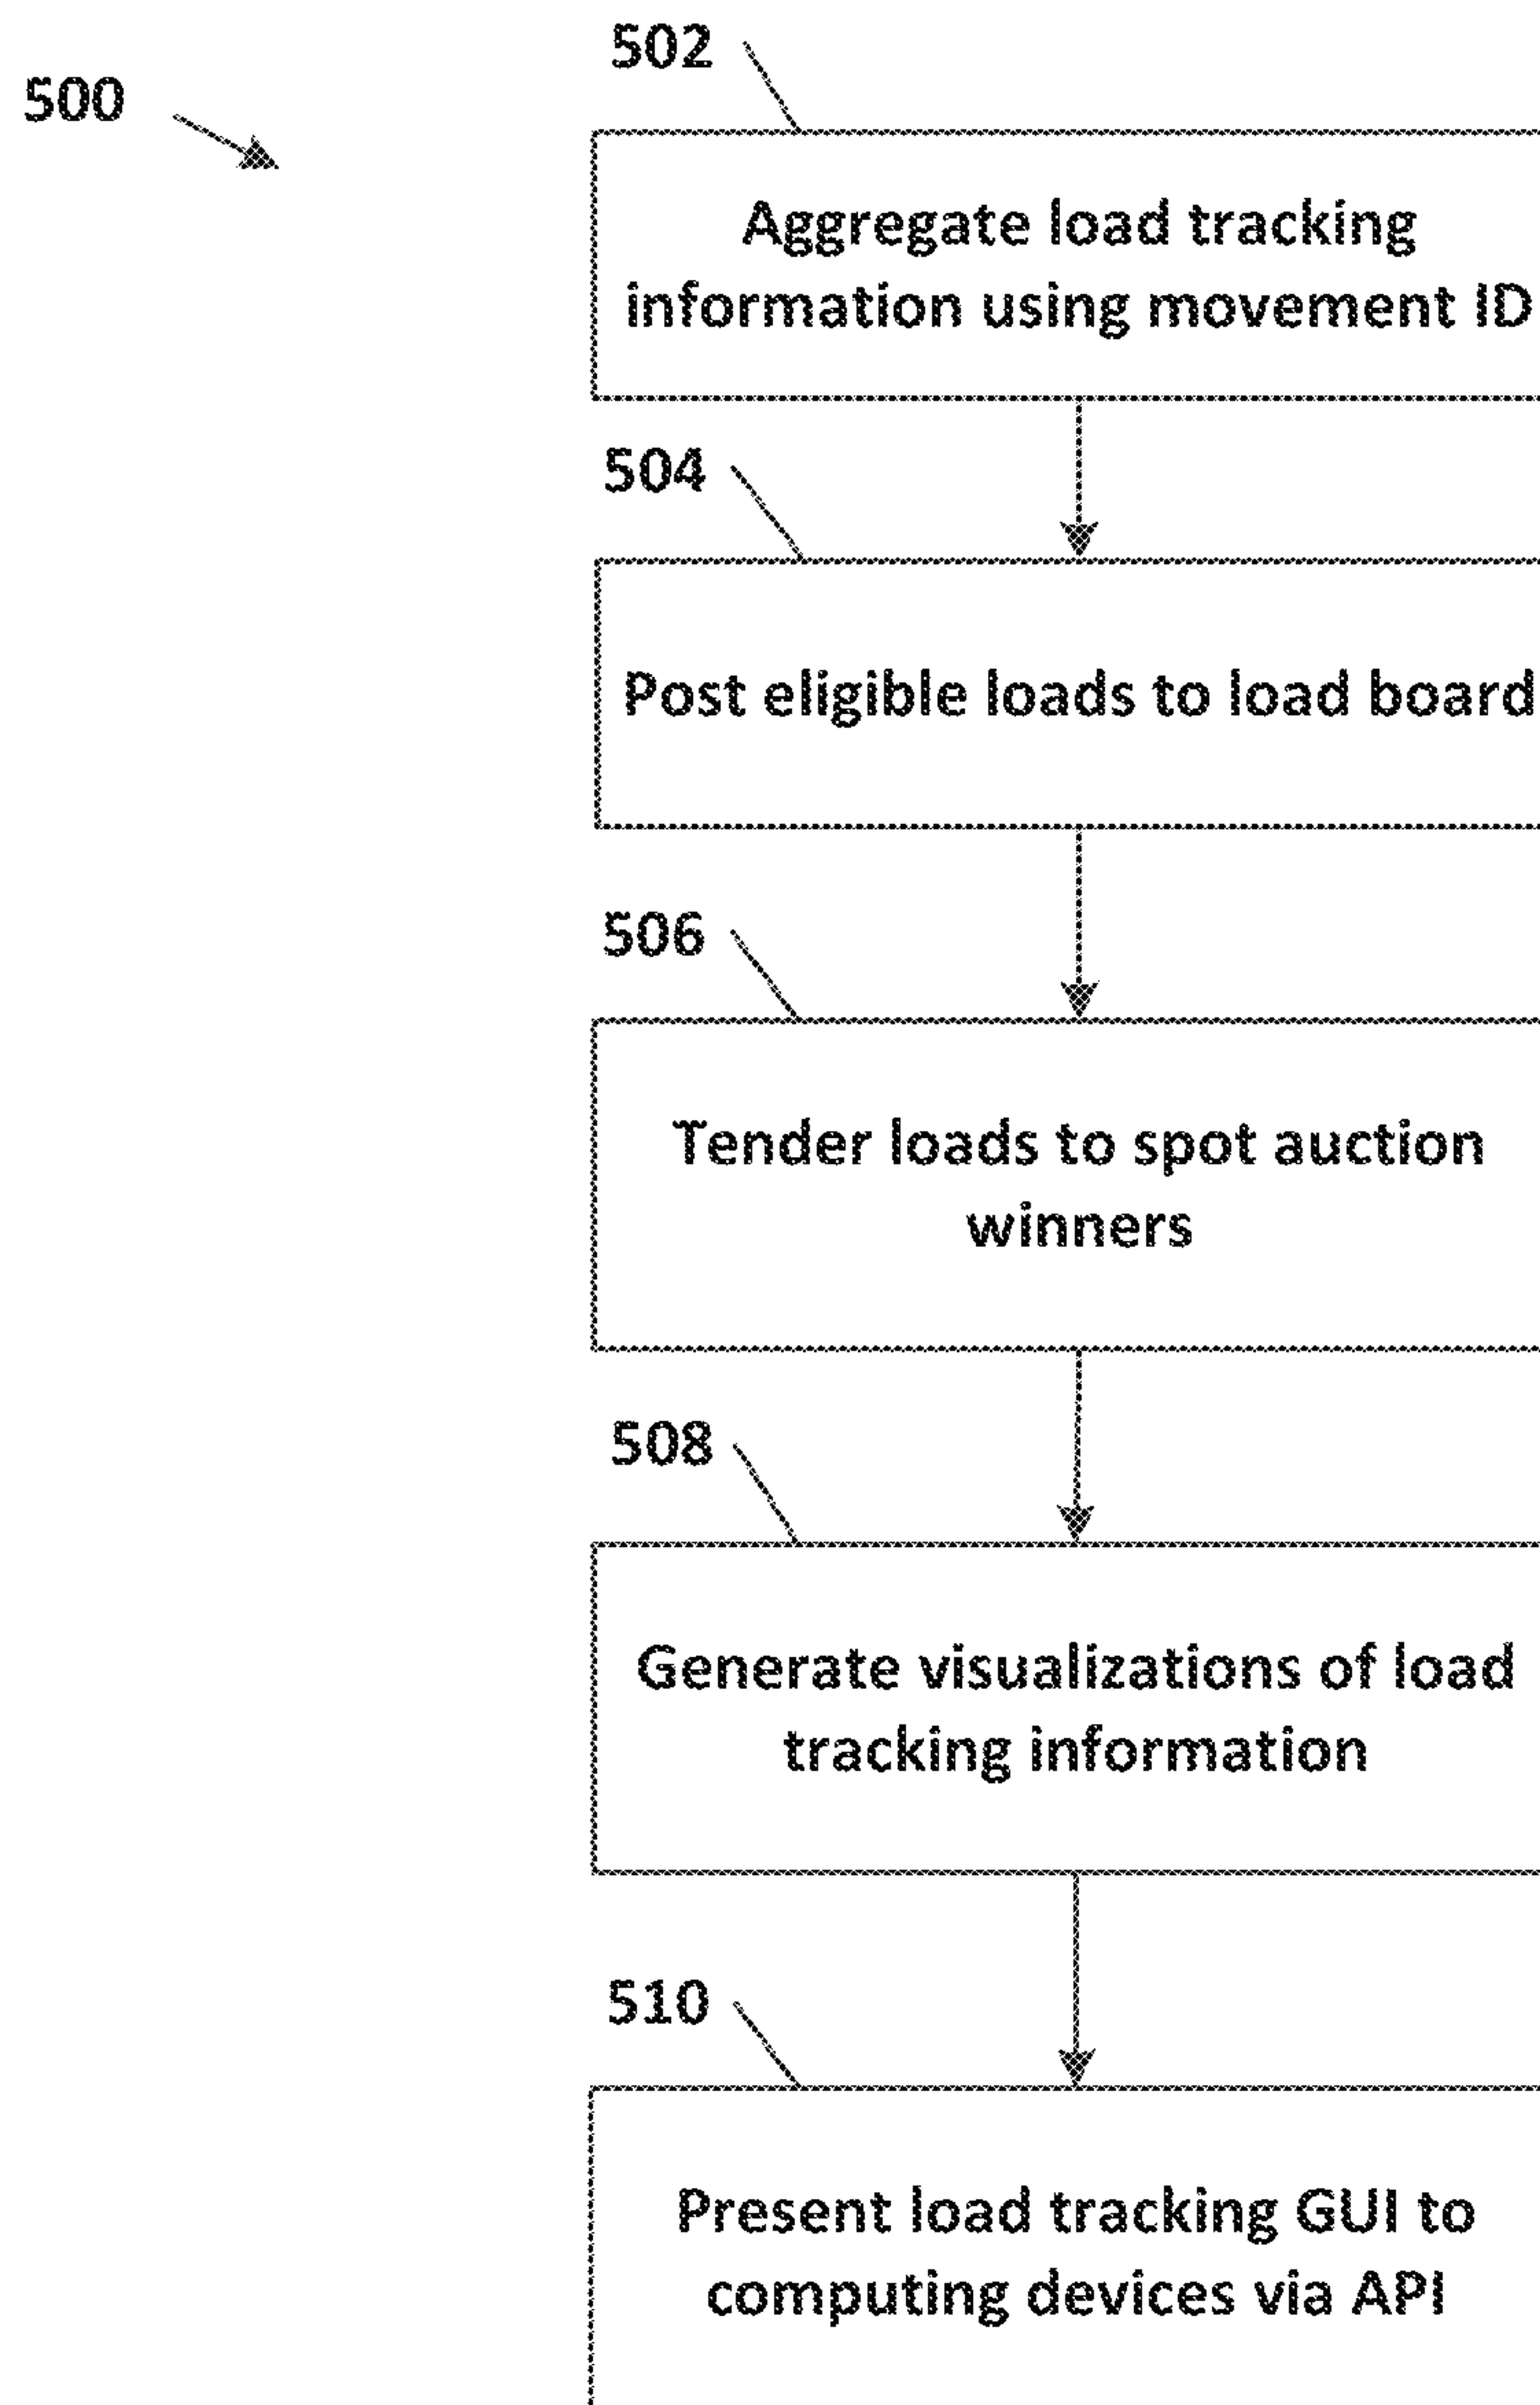 502
500
Aggregate load tracking
information using movement ID
504
Post eligible loads to load board
506
Tender loads to spot auction
winners
508
Generate visualizations of load
tracking information
510
Present load tracking GUI to
computing devices via API